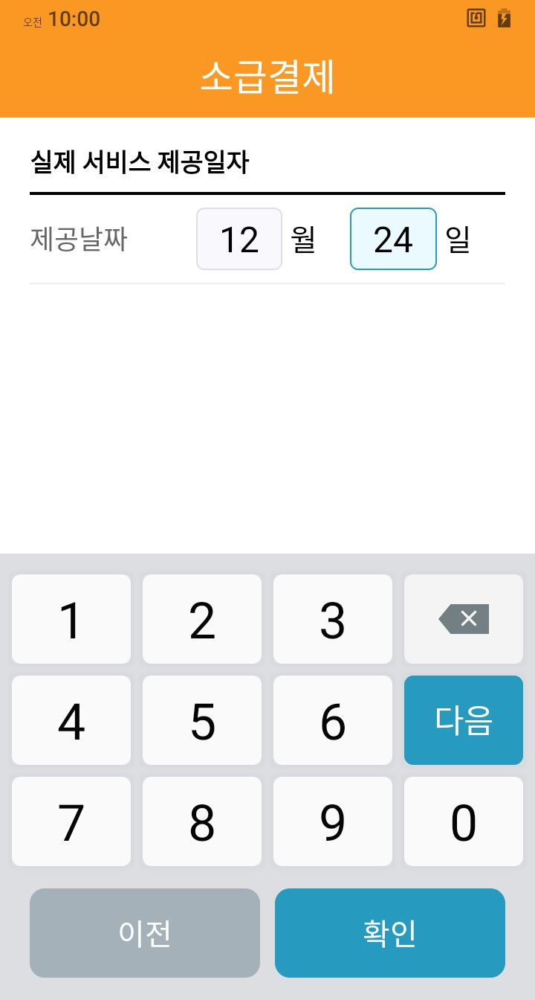 오전 10:00
소급결제
실제 서비스 제공일자
제공날짜 12 월 24 일
1 2 3
4 5 6 다음
7 8 9 0
이전 확인